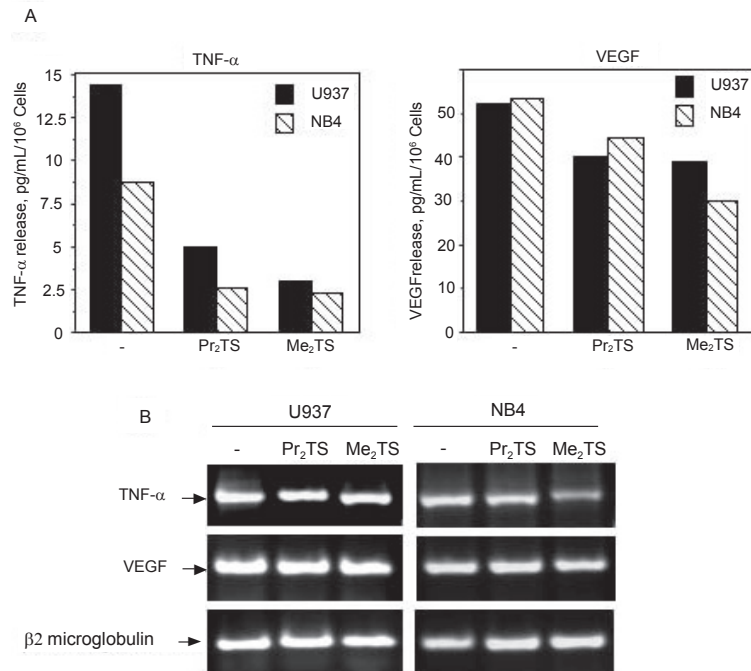 A
TNF-α
VEGF
TNF-α release, pg/mL/10⁶ Cells
15
12.5
10
7.5
5
2.5
0
U937
NB4
-
Pr₂TS
Me₂TS
VEGFrelease, pg/mL/10⁶ Cells
50
40
30
20
10
0
U937
NB4
-
Pr₂TS
Me₂TS
B
U937
NB4
- Pr₂TS Me₂TS - Pr₂TS Me₂TS
TNF-α
VEGF
β2 microglobulin